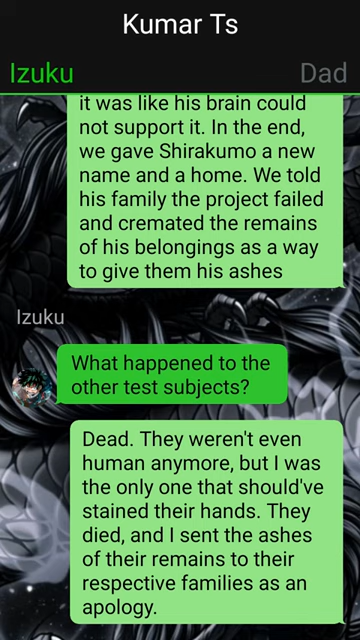 Kumar Ts
Izuku Dad
it was like his brain could
not support it. In the end,
we gave Shirakumo a new
name and a home. We told
his family the project failed
and cremated the remains
of his belongings as a way
to give them his ashes
Izuku
What happened to the
other test subjects?
Dead. They weren't even
human anymore, but I was
the only one that should've
stained their hands. They
died, and I sent the ashes
of their remains to their
respective families as an
apology.